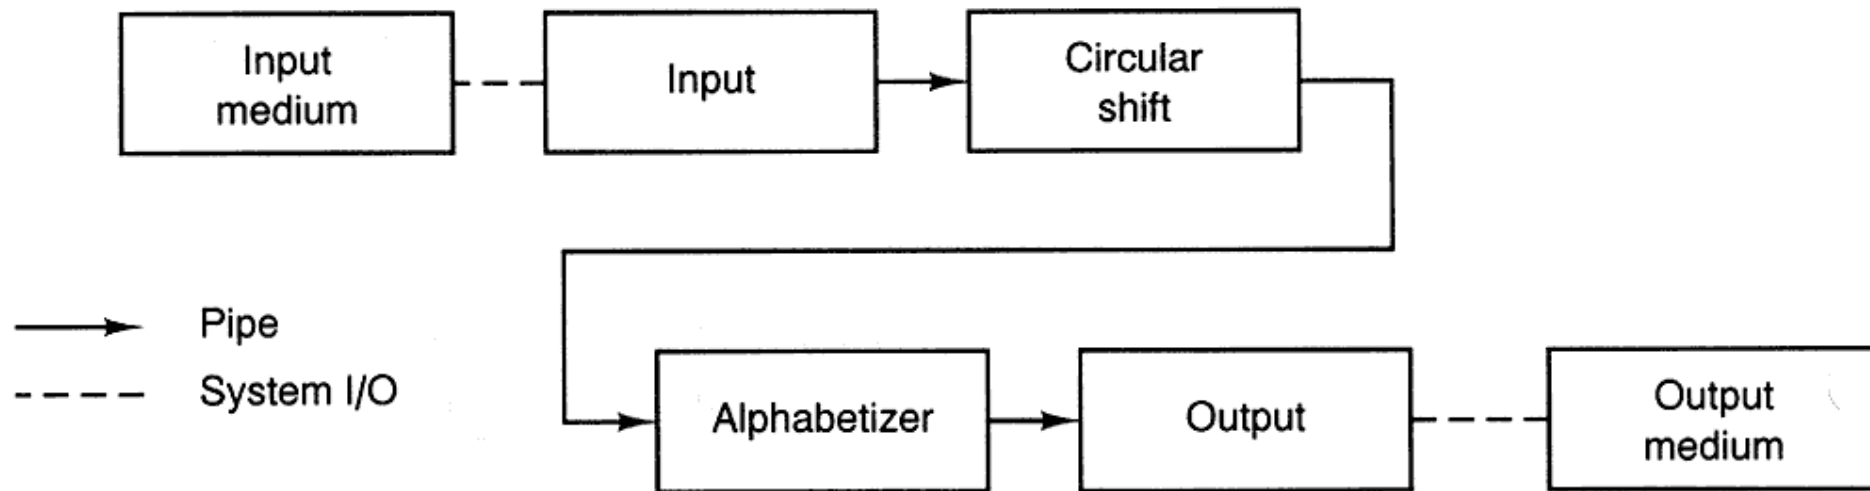 Input
medium
Input
Circular
shift
Pipe
System I/O
Alphabetizer
Output
Output
medium